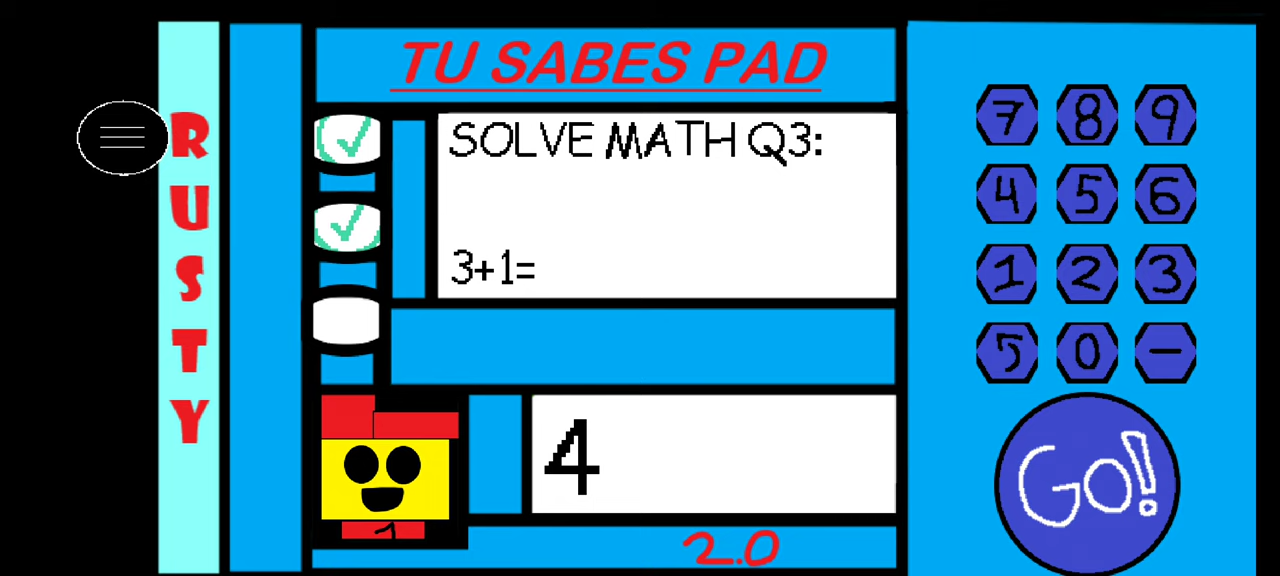 TU SABES PAD
RUSTY
SOLVE MATH Q3:
3+1=
4
1
2.0
7 8 9
4 5 6
1 2 3
5 0 -
GO!